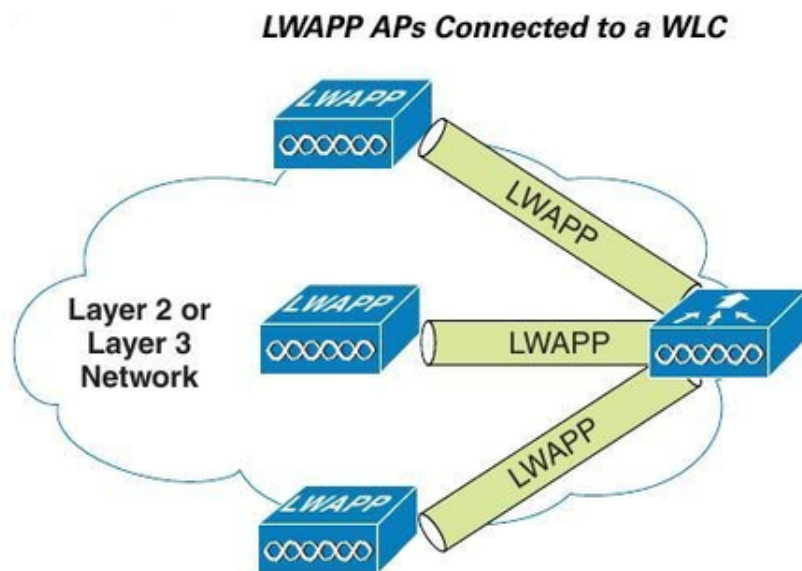 LWAPP APs Connected to a WLC
LWAPP
LWAPP
Layer 2 or
Layer 3
Network
LWAPP
LWAPP
LWAPP
LWAPP